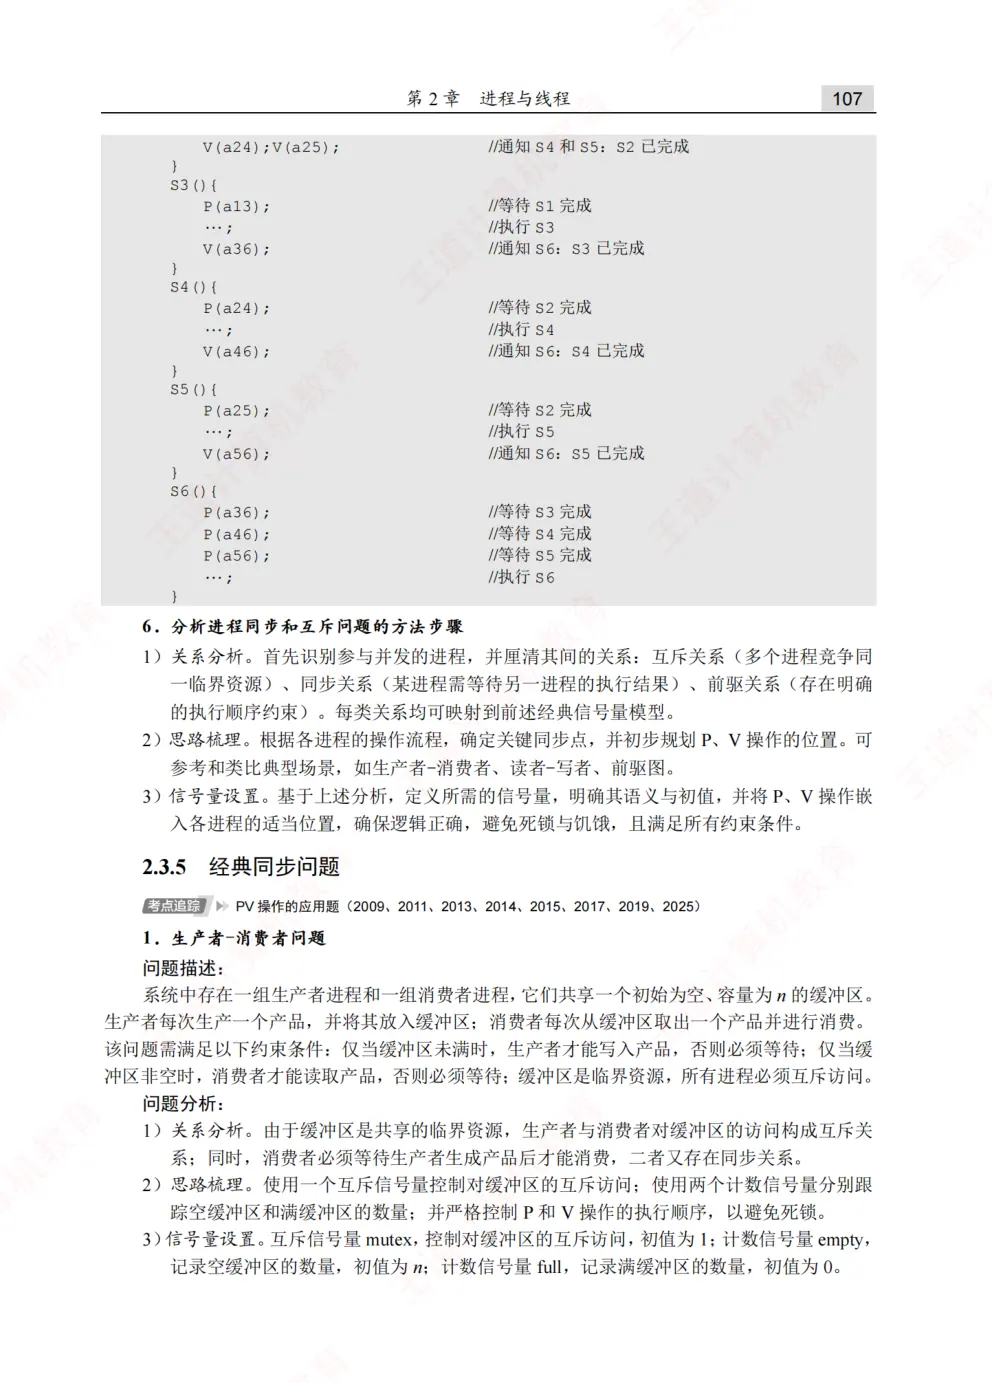 第 2 章 进程与线程 107
V(a24);V(a25); //通知 S4 和 S5: S2 已完成
}
S3(){
P(a13); //等待 S1 完成
…; //执行 S3
V(a36); //通知 S6: S3 已完成
}
S4(){
P(a24); //等待 S2 完成
…; //执行 S4
V(a46); //通知 S6: S4 已完成
}
S5(){
P(a25); //等待 S2 完成
…; //执行 S5
V(a56); //通知 S6: S5 已完成
}
S6(){
P(a36); //等待 S3 完成
P(a46); //等待 S4 完成
P(a56); //等待 S5 完成
…; //执行 S6
}
6．分析进程同步和互斥问题的方法步骤
1）关系分析。首先识别参与并发的进程，并厘清其间的关系：互斥关系（多个进程竞争同
一临界资源）、同步关系（某进程需等待另一进程的执行结果）、前驱关系（存在明确
的执行顺序约束）。每类关系均可映射到前述经典信号量模型。
2）思路梳理。根据各进程的操作流程，确定关键同步点，并初步规划 P、V 操作的位置。可
参考和类比典型场景，如生产者-消费者、读者-写者、前驱图。
3）信号量设置。基于上述分析，定义所需的信号量，明确其语义与初值，并将 P、V 操作嵌
入各进程的适当位置，确保逻辑正确，避免死锁与饥饿，且满足所有约束条件。
2.3.5 经典同步问题
考点追踪 PV 操作的应用题（2009、2011、2013、2014、2015、2017、2019、2025）
1．生产者-消费者问题
问题描述：
系统中存在一组生产者进程和一组消费者进程，它们共享一个初始为空、容量为 n 的缓冲区。
生产者每次生产一个产品，并将其放入缓冲区；消费者每次从缓冲区取出一个产品并进行消费。
该问题需满足以下约束条件：仅当缓冲区未满时，生产者才能写入产品，否则必须等待；仅当缓
冲区非空时，消费者才能读取产品，否则必须等待；缓冲区是临界资源，所有进程必须互斥访问。
问题分析：
1）关系分析。由于缓冲区是共享的临界资源，生产者与消费者对缓冲区的访问构成互斥关
系；同时，消费者必须等待生产者生成产品后才能消费，二者又存在同步关系。
2）思路梳理。使用一个互斥信号量控制对缓冲区的互斥访问；使用两个计数信号量分别跟
踪空缓冲区和满缓冲区的数量；并严格控制 P 和 V 操作的执行顺序，以避免死锁。
3）信号量设置。互斥信号量 mutex，控制对缓冲区的互斥访问，初值为 1；计数信号量 empty，
记录空缓冲区的数量，初值为 n；计数信号量 full，记录满缓冲区的数量，初值为 0。
王道计算机教育